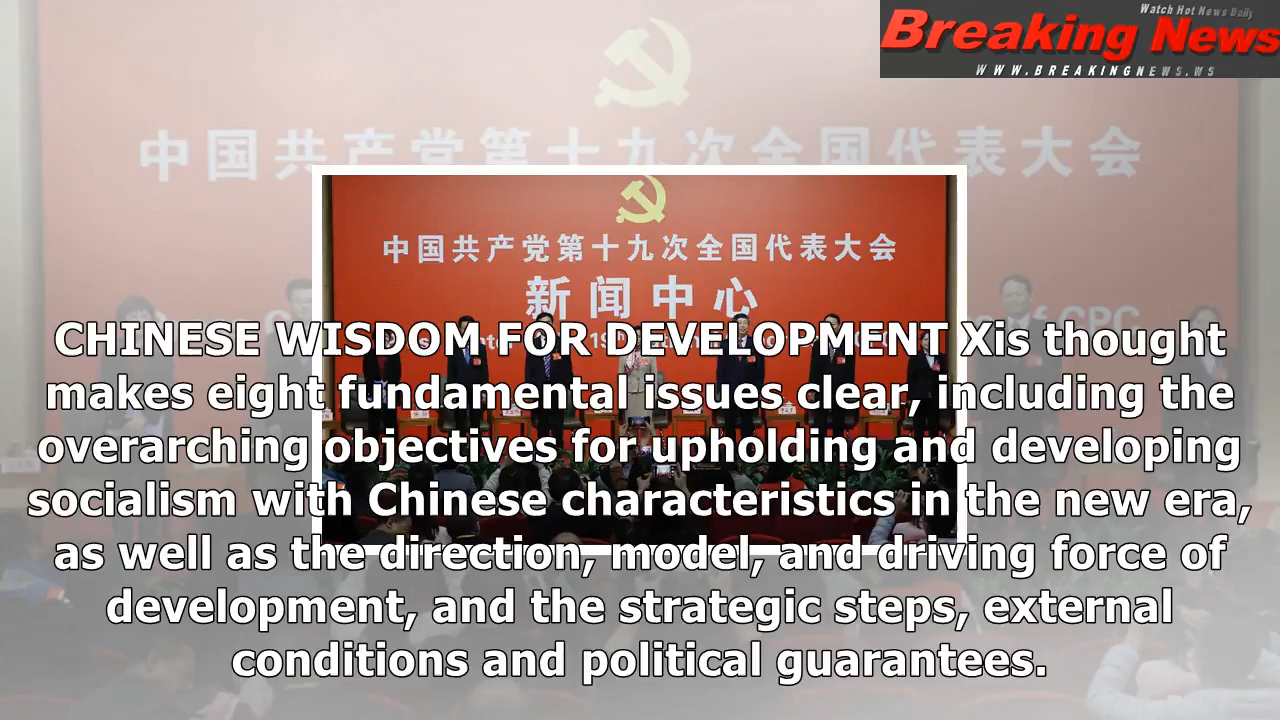 Watch Hot News Daily
Breaking News
WWW.BREAKINGNEWS.WS
中国共产党第十九次全国代表大会
中国共产党第十九次全国代表大会
新闻中心
CHINESE WISDOM FOR DEVELOPMENT Xis thought
makes eight fundamental issues clear, including the
overarching objectives for upholding and developing
socialism with Chinese characteristics in the new era,
as well as the direction, model, and driving force of
development, and the strategic steps, external
conditions and political guarantees.